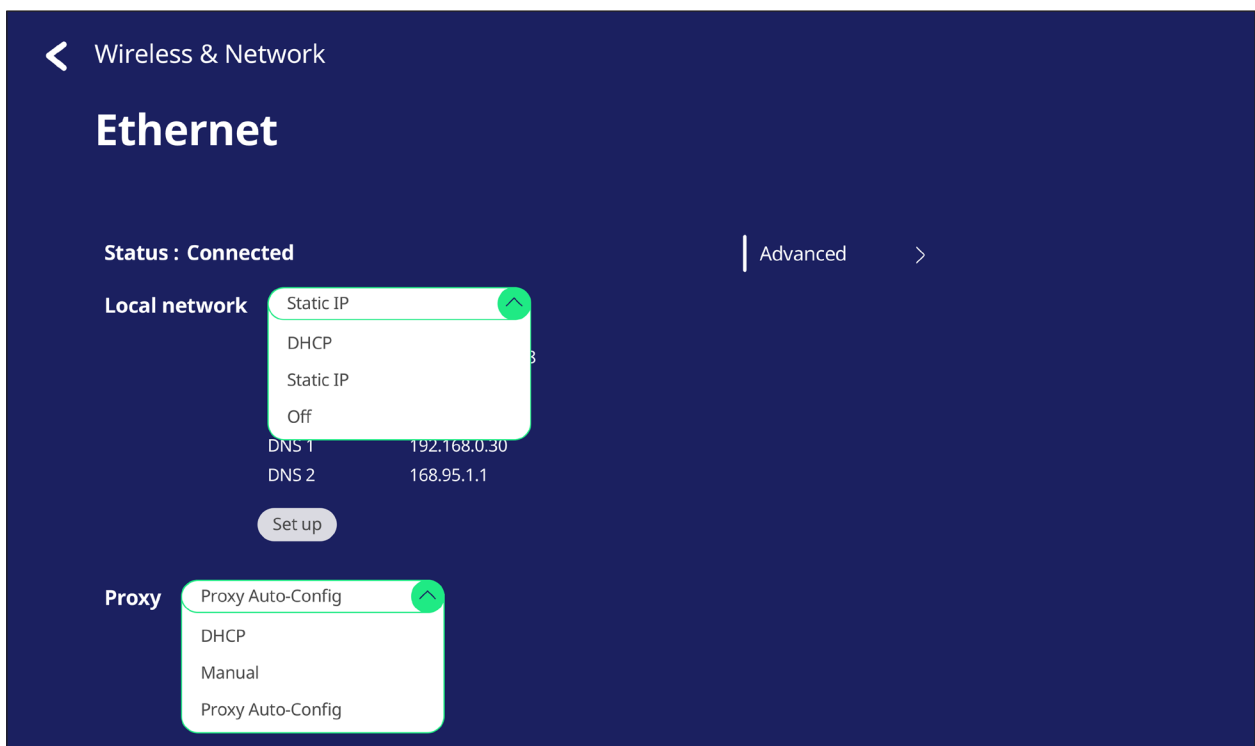 Wireless & Network
Ethernet
Status : Connected
Advanced
Local network
Static IP
DHCP
Static IP
Off
DNS 1 192.168.0.30
DNS 2 168.95.1.1
Set up
Proxy
Proxy Auto-Config
DHCP
Manual
Proxy Auto-Config